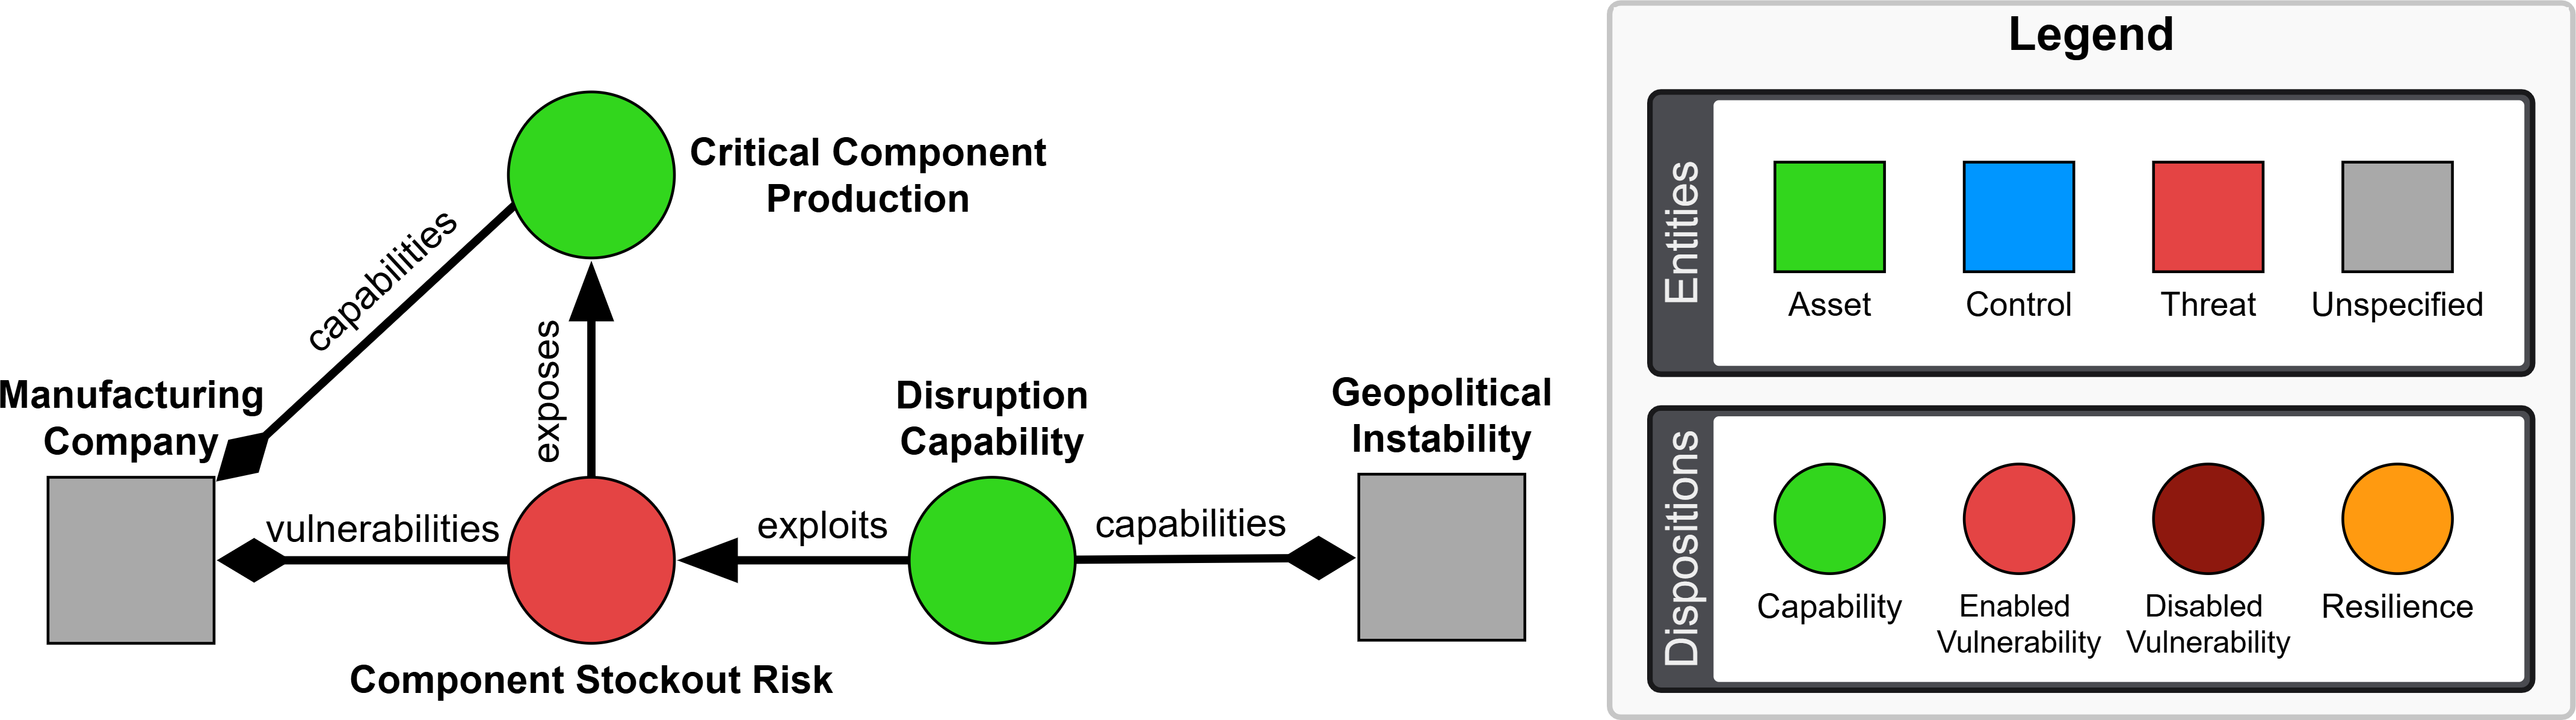 Critical Component
Production
capabilities
exposes
Manufacturing
Company
vulnerabilities
Component Stockout Risk
exploits
Disruption
Capability
capabilities
Geopolitical
Instability
Legend
Entities
Asset
Control
Threat
Unspecified
Dispositions
Capability
Enabled
Vulnerability
Disabled
Vulnerability
Resilience